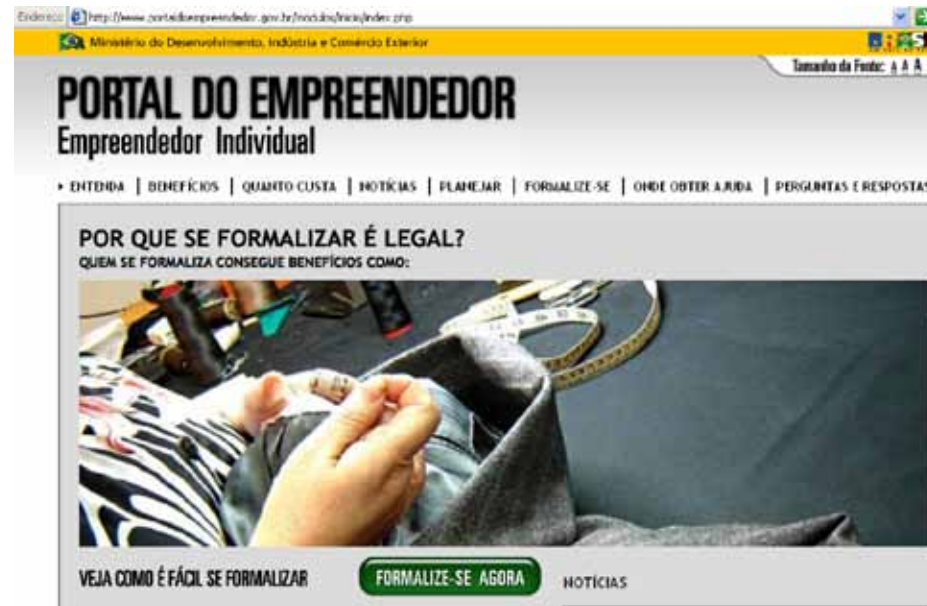 Endereço http://www.portaldoempreendedor.gov.br/modulos/inicio/index.php
Ministério do Desenvolvimento, Indústria e Comércio Exterior
Tamanho da Fonte: A A A
PORTAL DO EMPREENDEDOR
Empreendedor Individual
ENTENDA | BENEFÍCIOS | QUANTO CUSTA | NOTÍCIAS | PLANEJAR | FORMALIZE-SE | ONDE OBTER AJUDA | PERGUNTAS E RESPOSTAS
POR QUE SE FORMALIZAR É LEGAL?
QUEM SE FORMALIZA CONSEGUE BENEFÍCIOS COMO:
VEJA COMO É FÁCIL SE FORMALIZAR
FORMALIZE-SE AGORA
NOTÍCIAS